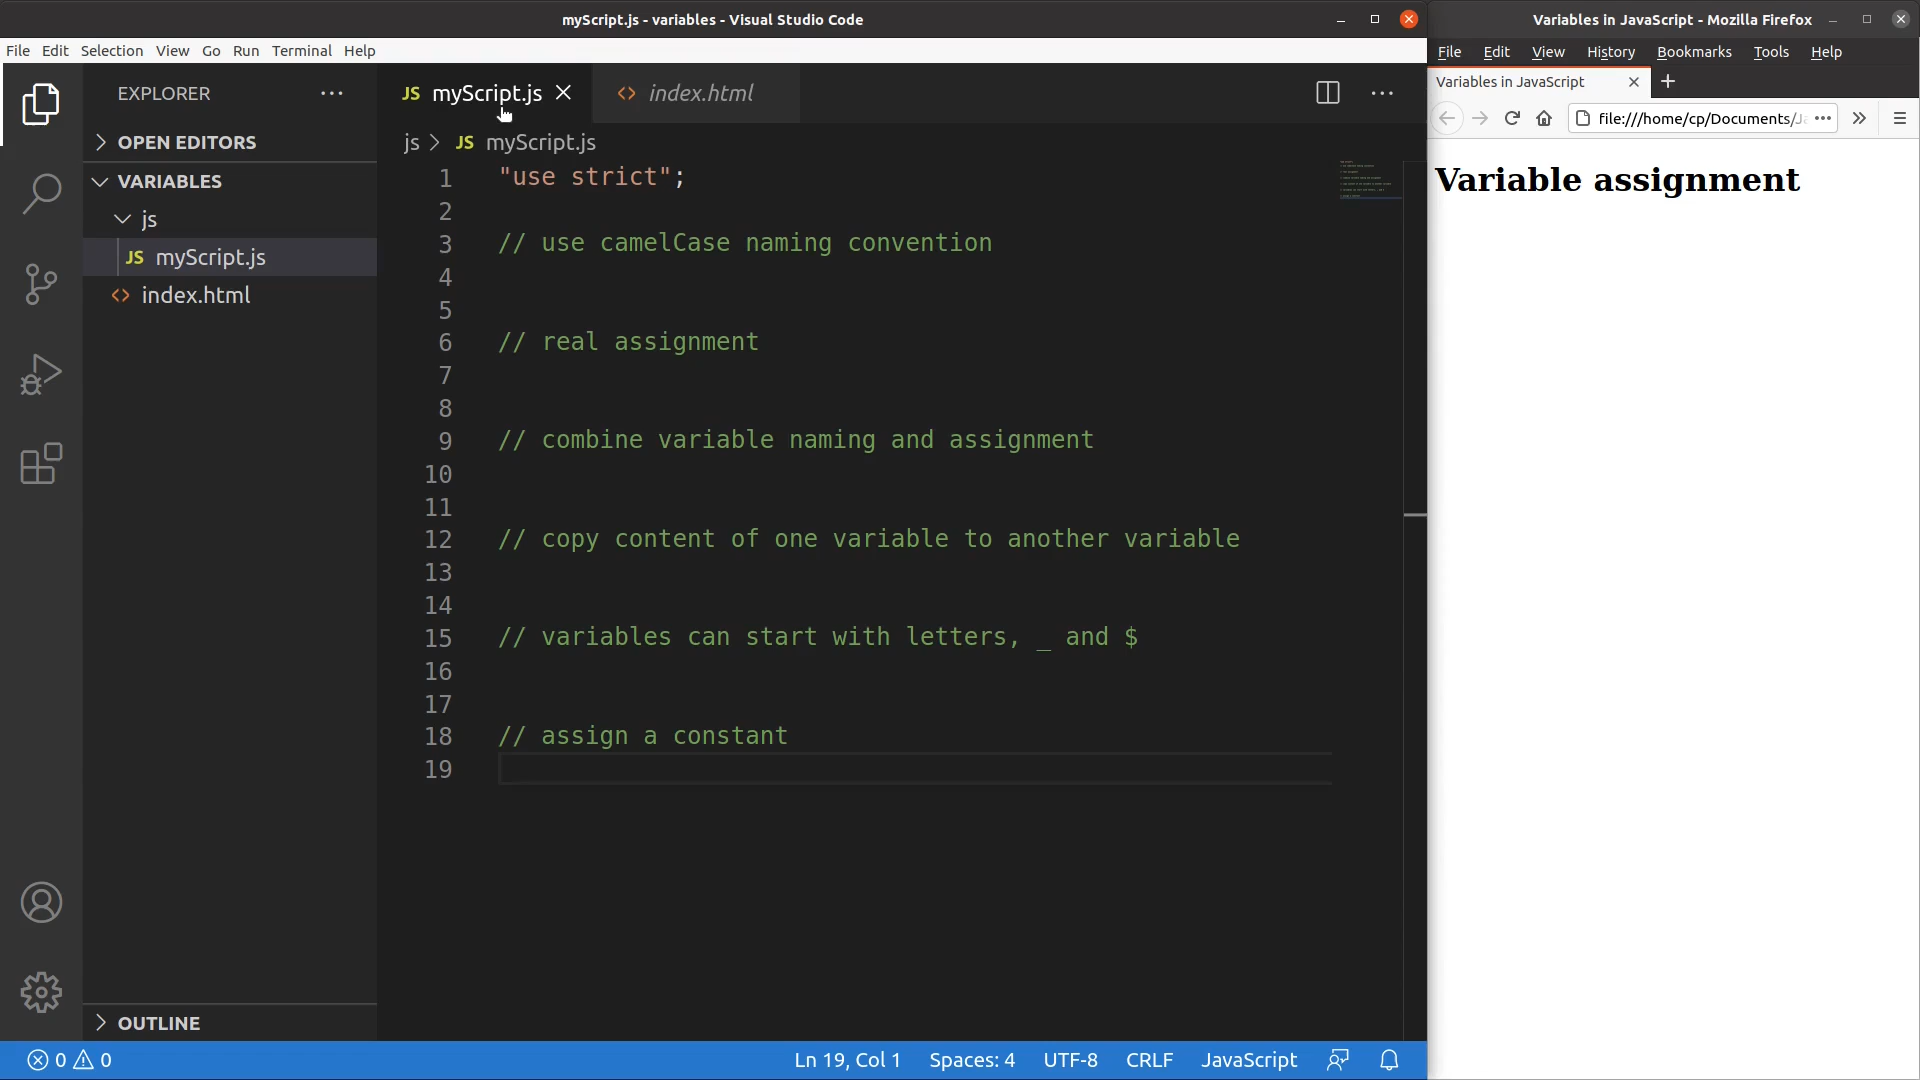 myScript.js - variables - Visual Studio Code
File Edit Selection View Go Run Terminal Help
EXPLORER
OPEN EDITORS
VARIABLES
js
JS myScript.js
<> index.html
OUTLINE
JS myScript.js
<> index.html
js > JS myScript.js
1 "use strict";
2
3 // use camelCase naming convention
4
5
6 // real assignment
7
8
9 // combine variable naming and assignment
10
11
12 // copy content of one variable to another variable
13
14
15 // variables can start with letters, _ and $
16
17
18 // assign a constant
19
0 0
Ln 19, Col 1 Spaces: 4 UTF-8 CRLF JavaScript
Variables in JavaScript - Mozilla Firefox
File Edit View History Bookmarks Tools Help
Variables in JavaScript
file:///home/cp/Documents/
Variable assignment